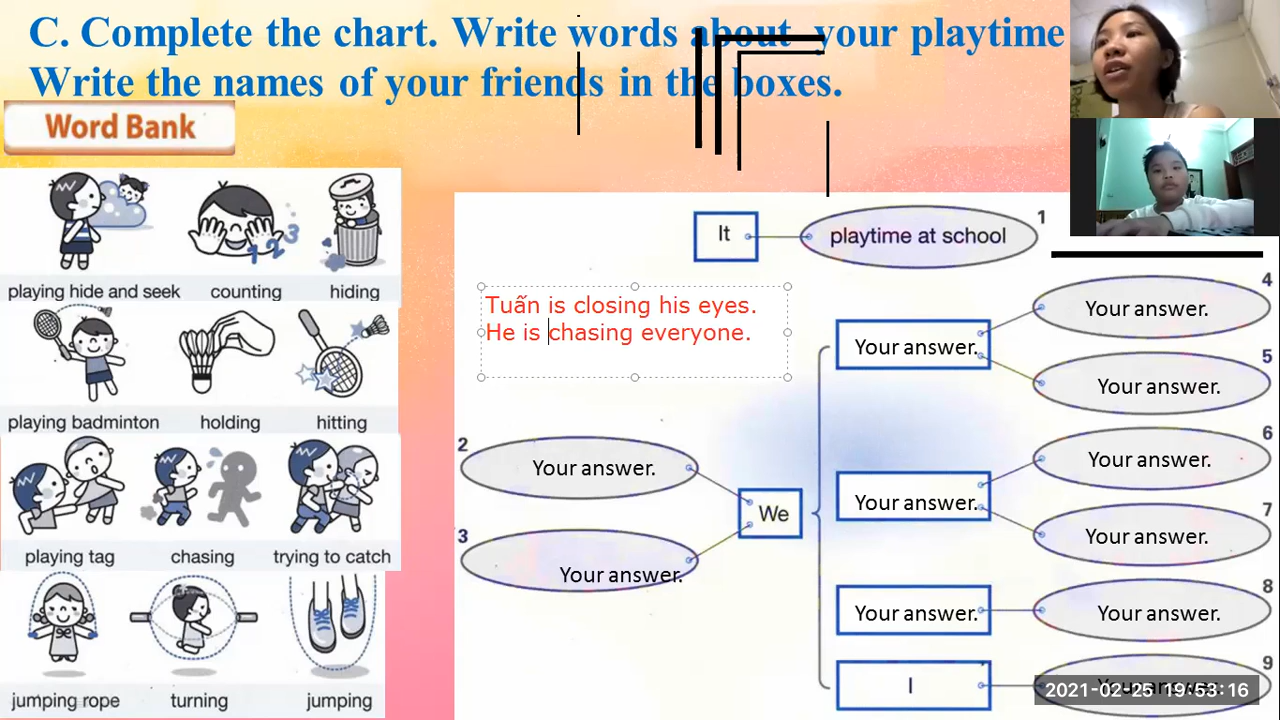 C. Complete the chart. Write words about your playtime
Write the names of your friends in the boxes.
Word Bank
playing hide and seek
counting
1 2 3
hiding
playing badminton
holding
hitting
playing tag
chasing
trying to catch
jumping rope
turning
jumping
It
playtime at school
1
Tuấn is closing his eyes.
He is chasing everyone.
2
Your answer.
3
Your answer.
We
Your answer.
4
Your answer.
5
Your answer.
Your answer.
6
Your answer.
7
Your answer.
Your answer.
8
Your answer.
I
9
2021-02-25 19:53:16